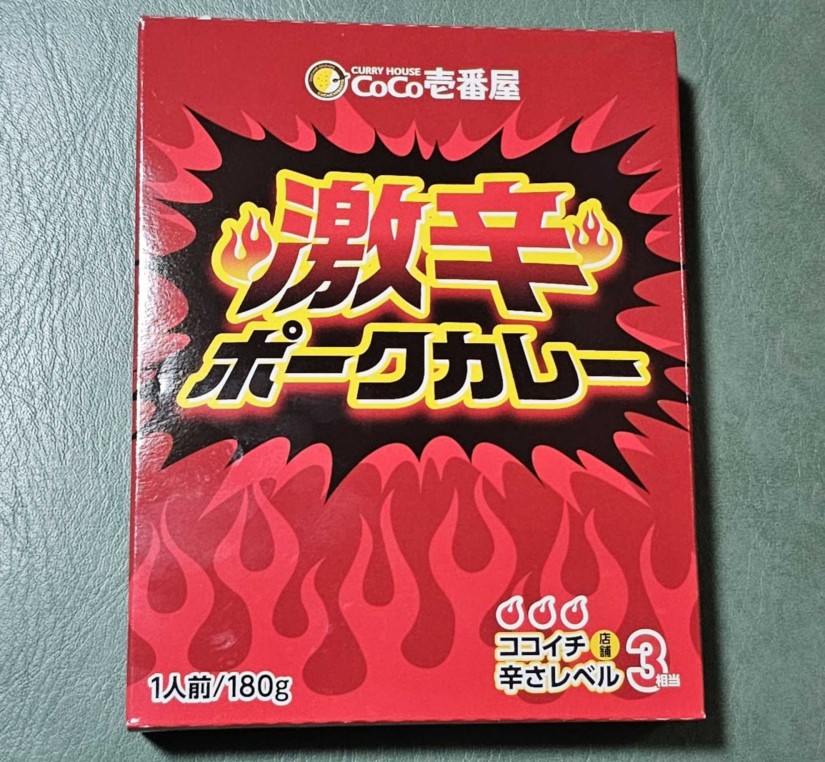 CURRY HOUSE
CoCo壱番屋
激辛
ポークカレー
ココイチ店舗
辛さレベル3相当
1人前/180g